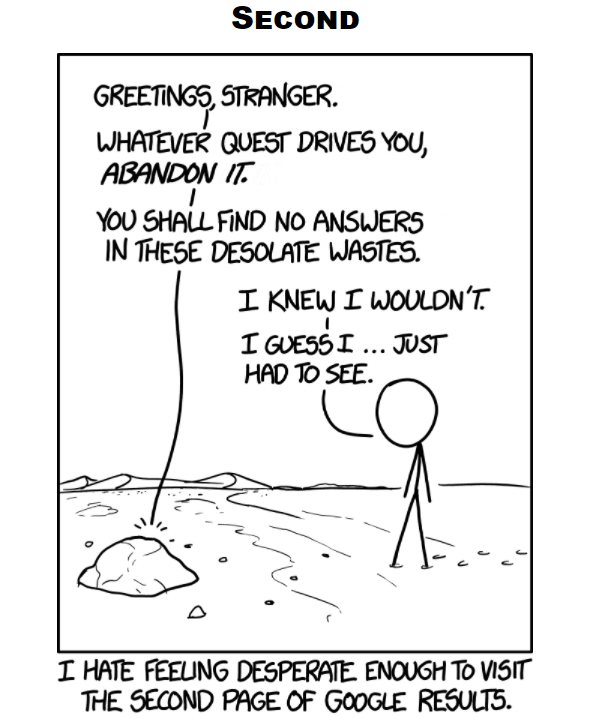 SECOND
GREETINGS, STRANGER.
WHATEVER QUEST DRIVES YOU,
ABANDON IT.
YOU SHALL FIND NO ANSWERS
IN THESE DESOLATE WASTES.
I KNEW I WOULDN'T.
I GUESS I ... JUST
HAD TO SEE.
I HATE FEELING DESPERATE ENOUGH TO VISIT
THE SECOND PAGE OF GOOGLE RESULTS.